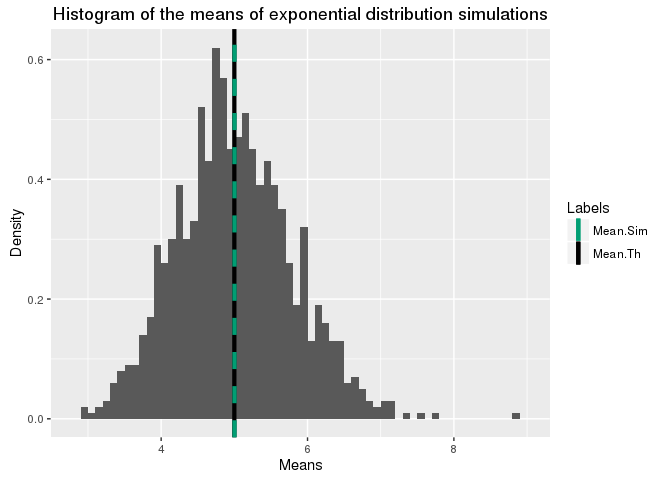 Histogram of the means of exponential distribution simulations
0.6
0.4
0.2
0.0
Density
4
6
8
Means
Labels
Mean.Sim
Mean.Th